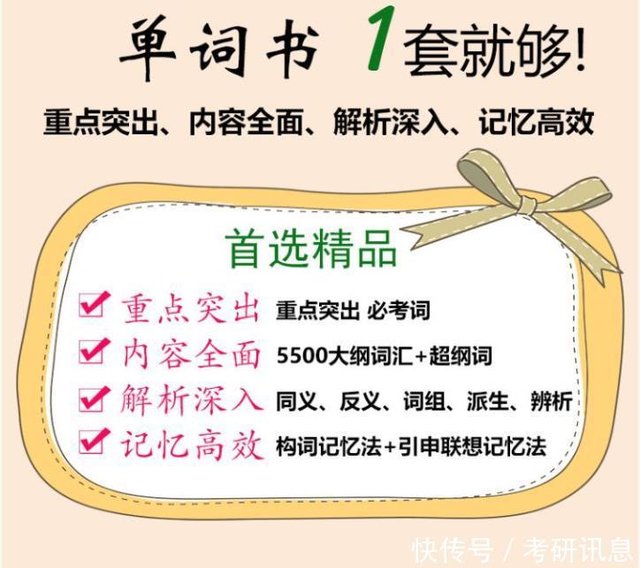 单词书 1套就够!
重点突出、内容全面、解析深入、记忆高效
首选精品
重点突出 重点突出 必考词
内容全面 5500大纲词汇+超纲词
解析深入 同义、反义、词组、派生、辨析
记忆高效 构词记忆法+引申联想记忆法
快传号 / 考研讯息